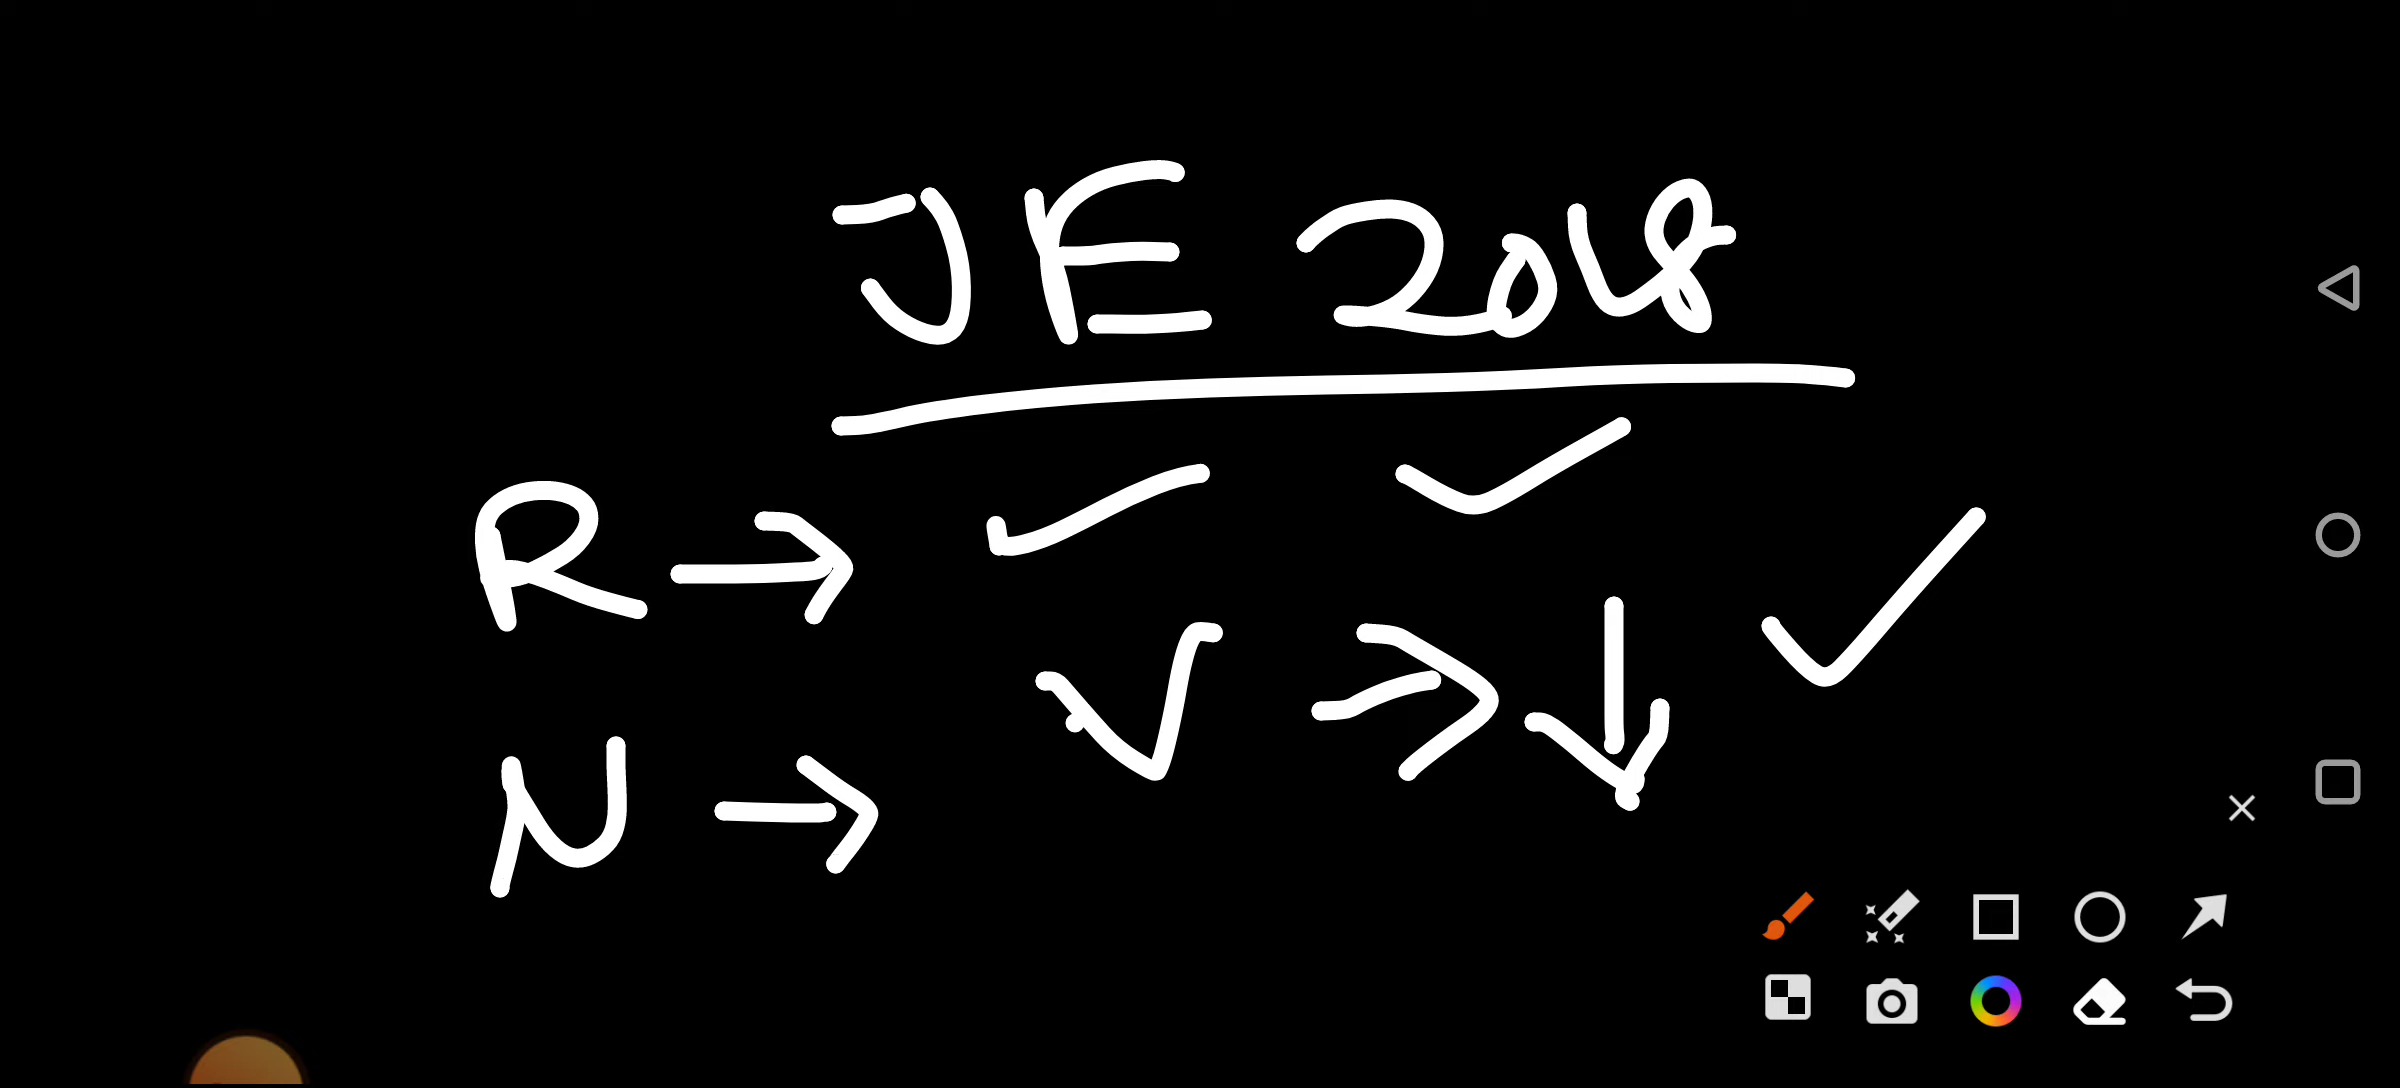 JE 2018
R → ✓ ✓
N → ✓ → ↓ ✓